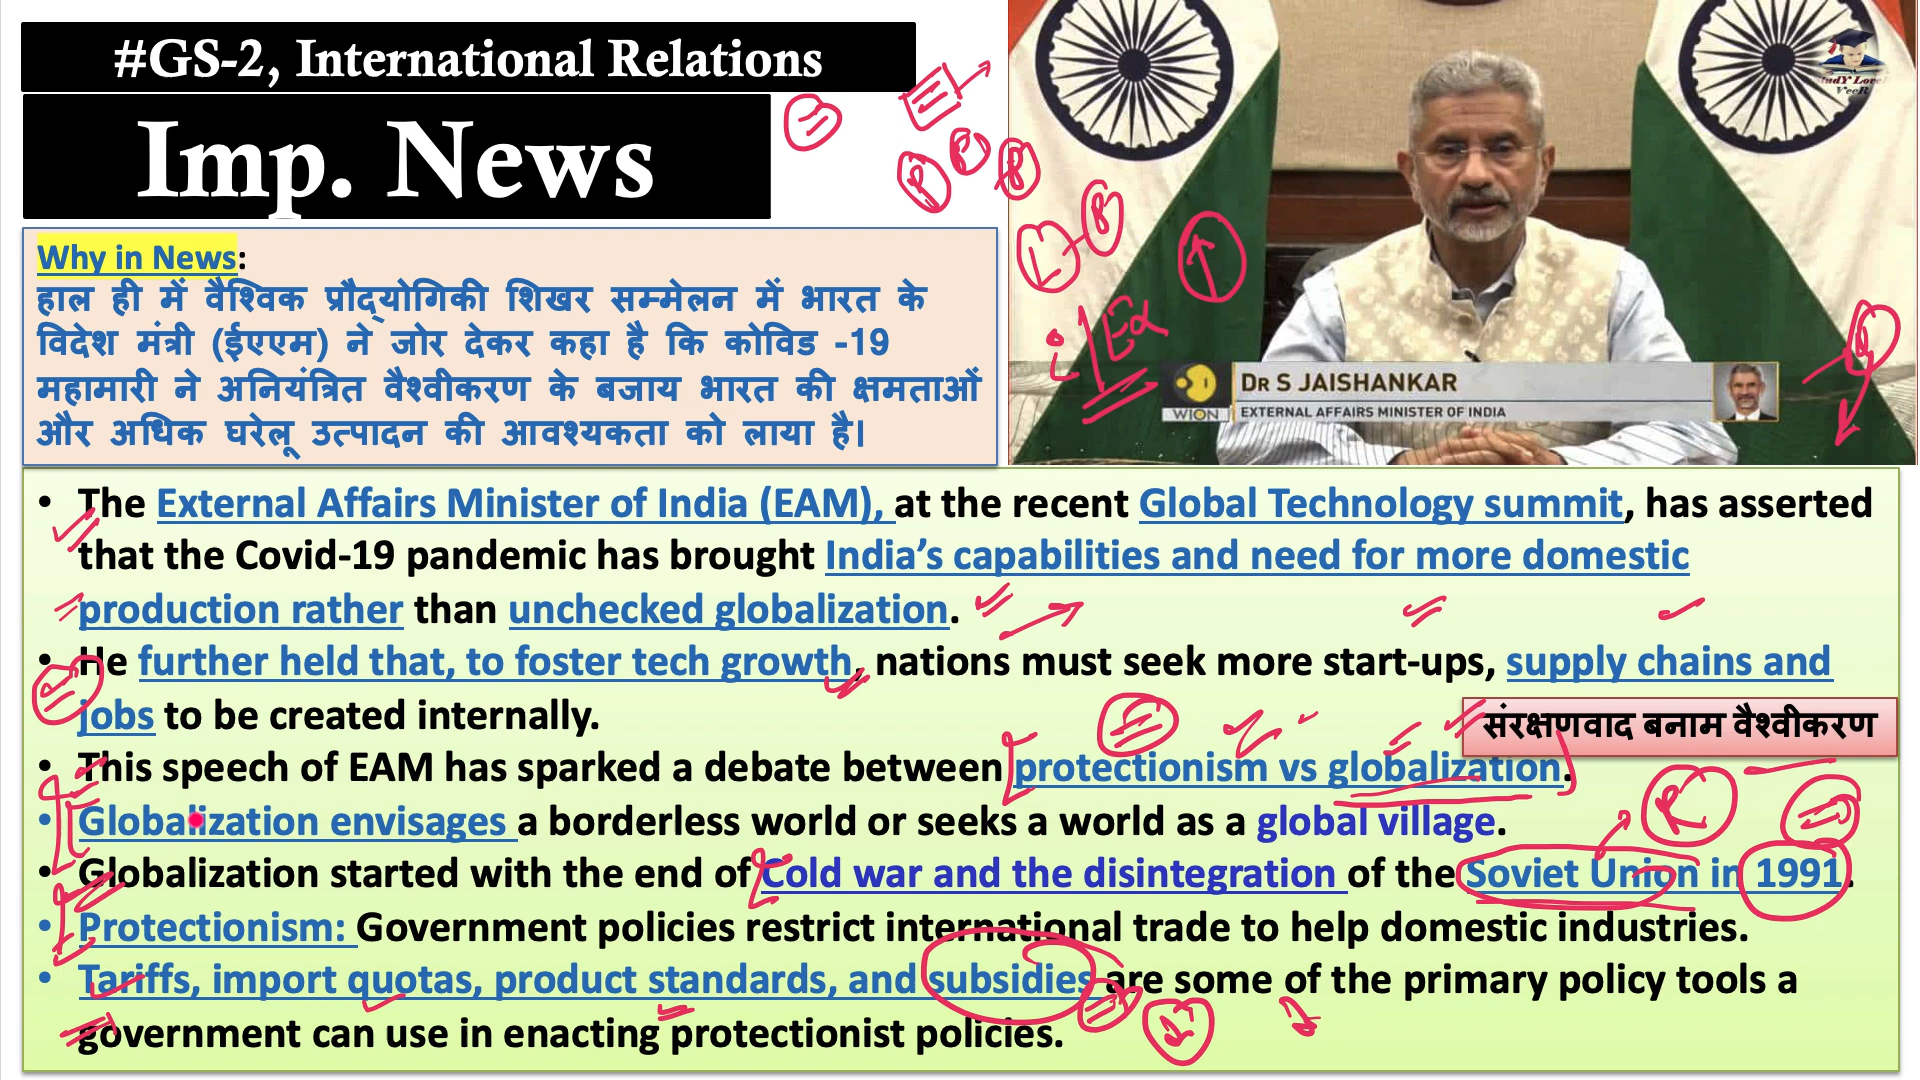 #GS-2, International Relations
Imp. News
Why in News:
हाल ही में वैश्विक प्रौद्योगिकी शिखर सम्मेलन में भारत के
विदेश मंत्री (ईएएम) ने जोर देकर कहा है कि कोविड -19
महामारी ने अनियंत्रित वैश्वीकरण के बजाय भारत की क्षमताओं
और अधिक घरेलू उत्पादन की आवश्यकता को लाया है।
StudY LoveR
VeeR
DR S JAISHANKAR
WION
EXTERNAL AFFAIRS MINISTER OF INDIA
• The External Affairs Minister of India (EAM), at the recent Global Technology summit, has asserted
that the Covid-19 pandemic has brought India's capabilities and need for more domestic
production rather than unchecked globalization.
• He further held that, to foster tech growth, nations must seek more start-ups, supply chains and
jobs to be created internally.
संरक्षणवाद बनाम वैश्वीकरण
• This speech of EAM has sparked a debate between protectionism vs globalization.
• Globalization envisages a borderless world or seeks a world as a global village.
• Globalization started with the end of Cold war and the disintegration of the Soviet Union in 1991.
• Protectionism: Government policies restrict international trade to help domestic industries.
• Tariffs, import quotas, product standards, and subsidies are some of the primary policy tools a
government can use in enacting protectionist policies.